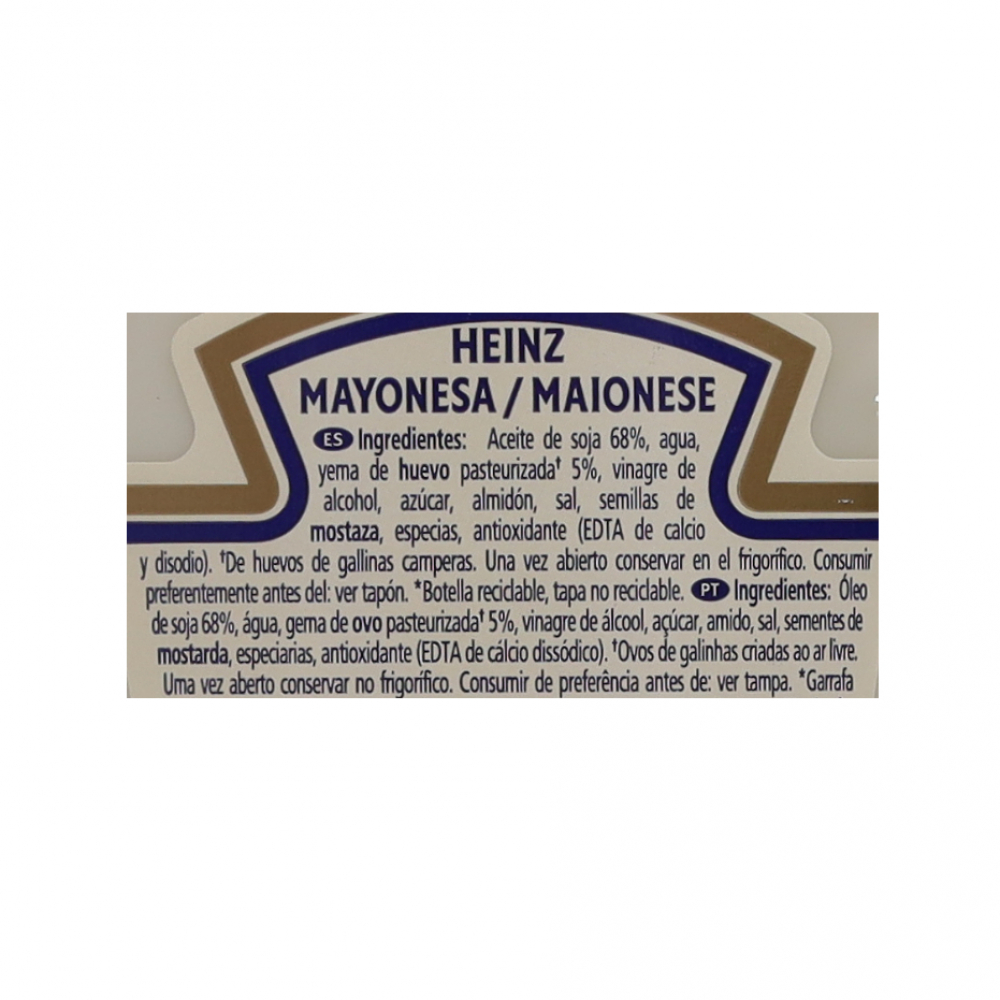 HEINZ
MAYONESA / MAIONESE
ES Ingredientes: Aceite de soja 68%, agua,
yema de huevo pasteurizada† 5%, vinagre de
alcohol, azúcar, almidón, sal, semillas de
mostaza, especias, antioxidante (EDTA de calcio
y disodio). †De huevos de gallinas camperas. Una vez abierto conservar en el frigorífico. Consumir
preferentemente antes del: ver tapón. *Botella reciclable, tapa no reciclable. PT Ingredientes: Óleo
de soja 68%, água, gema de ovo pasteurizada† 5%, vinagre de álcool, açúcar, amido, sal, sementes de
mostarda, especiarias, antioxidante (EDTA de cálcio dissódico). †Ovos de galinhas criadas ao ar livre.
Uma vez aberto conservar no frigorífico. Consumir de preferência antes de: ver tampa. *Garrafa